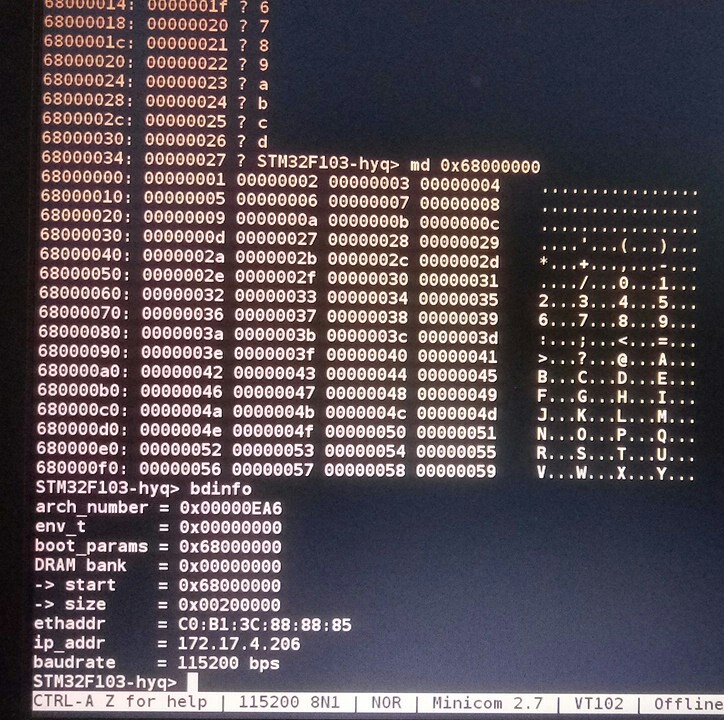 68000014: 0000001f ? 6
68000018: 00000020 ? 7
6800001c: 00000021 ? 8
68000020: 00000022 ? 9
68000024: 00000023 ? a
68000028: 00000024 ? b
6800002c: 00000025 ? c
68000030: 00000026 ? d
68000034: 00000027 ? STM32F103-hyq> md 0x68000000
68000000: 00000001 00000002 00000003 00000004    ................
68000010: 00000005 00000006 00000007 00000008    ................
68000020: 00000009 0000000a 0000000b 0000000c    ................
68000030: 0000000d 00000027 00000028 00000029    ....'...(...)...
68000040: 0000002a 0000002b 0000002c 0000002d    *...+...,...-...
68000050: 0000002e 0000002f 00000030 00000031    ..../...0...1...
68000060: 00000032 00000033 00000034 00000035    2...3...4...5...
68000070: 00000036 00000037 00000038 00000039    6...7...8...9...
68000080: 0000003a 0000003b 0000003c 0000003d    :...;...<...=...
68000090: 0000003e 0000003f 00000040 00000041    >...?...@...A...
680000a0: 00000042 00000043 00000044 00000045    B...C...D...E...
680000b0: 00000046 00000047 00000048 00000049    F...G...H...I...
680000c0: 0000004a 0000004b 0000004c 0000004d    J...K...L...M...
680000d0: 0000004e 0000004f 00000050 00000051    N...O...P...Q...
680000e0: 00000052 00000053 00000054 00000055    R...S...T...U...
680000f0: 00000056 00000057 00000058 00000059    V...W...X...Y...
STM32F103-hyq> bdinfo
arch_number = 0x00000EA6
env_t       = 0x00000000
boot_params = 0x68000000
DRAM bank   = 0x00000000
-> start    = 0x68000000
-> size     = 0x00200000
ethaddr     = C0:B1:3C:88:88:85
ip_addr     = 172.17.4.206
baudrate    = 115200 bps
STM32F103-hyq>
CTRL-A Z for help | 115200 8N1 | NOR | Minicom 2.7 | VT102 | Offline